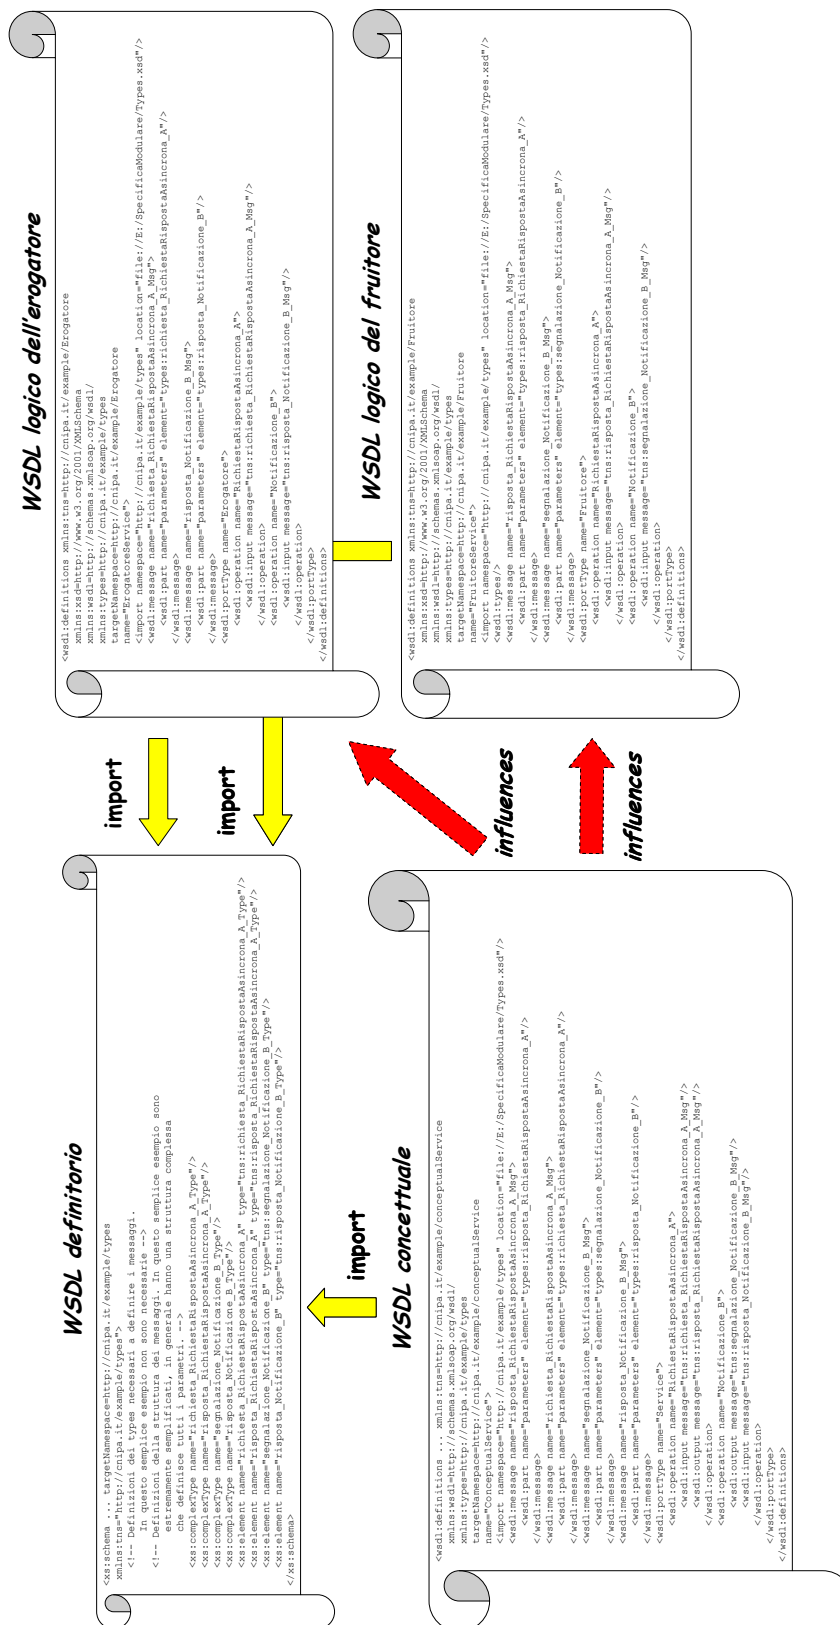 WSDL definitorio
<xs:schema ... targetNamespace=http://cnipa.it/example/types
xmlns:tns="http://cnipa.it/example/types">
<!-- Definizioni dei types necessari a definire i messaggi.
In questo semplice esempio non sono necessarie -->
<!-- Definizioni della struttura dei messaggi. In questo semplice esempio sono
estremamente semplificati, in generale hanno una struttura complessa
che definisce tutti i parametri. -->
<xs:complexType name="richiesta_RichiestaRispostaAsincrona_A_Type"/>
<xs:complexType name="risposta_RichiestaRispostaAsincrona_A_Type"/>
<xs:complexType name="segnalazione_Notificazione_B_Type"/>
<xs:complexType name="risposta_Notificazione_B_Type"/>
<xs:element name="richiesta_RichiestaRispostaAsincrona_A" type="tns:richiesta_RichiestaRispostaAsincrona_A_Type"/>
<xs:element name="risposta_RichiestaRispostaAsincrona_A" type="tns:risposta_RichiestaRispostaAsincrona_A_Type"/>
<xs:element name="segnalazione_Notificazione_B" type="tns:segnalazione_Notificazione_B_Type"/>
<xs:element name="risposta_Notificazione_B" type="tns:risposta_Notificazione_B_Type"/>
</xs:schema>
import
import
WSDL logico dell'erogatore
<wsdl:definitions xmlns:tns=http://cnipa.it/example/Erogatore
xmlns:xsd=http://www.w3.org/2001/XMLSchema
xmlns:wsdl=http://schemas.xmlsoap.org/wsdl/
xmlns:types=http://cnipa.it/example/types
targetNamespace=http://cnipa.it/example/Erogatore
name="ErogatoreService">
<import namespace="http://cnipa.it/example/types" location="file://E:/SpecificaModulare/Types.xsd"/>
<wsdl:message name="richiesta_RichiestaRispostaAsincrona_A_Msg">
<wsdl:part name="parameters" element="types:richiesta_RichiestaRispostaAsincrona_A"/>
</wsdl:message>
<wsdl:message name="risposta_Notificazione_B_Msg">
<wsdl:part name="parameters" element="types:risposta_Notificazione_B"/>
</wsdl:message>
<wsdl:portType name="Erogatore">
<wsdl:operation name="RichiestaRispostaAsincrona_A">
<wsdl:input message="tns:richiesta_RichiestaRispostaAsincrona_A_Msg"/>
</wsdl:operation>
<wsdl:operation name="Notificazione_B">
<wsdl:input message="tns:risposta_Notificazione_B_Msg"/>
</wsdl:operation>
</wsdl:portType>
</wsdl:definitions>
import
WSDL concettuale
<wsdl:definitions ... xmlns:tns=http://cnipa.it/example/conceptualService
xmlns:wsdl=http://schemas.xmlsoap.org/wsdl/
xmlns:types=http://cnipa.it/example/types
targetNamespace=http://cnipa.it/example/conceptualService
name="ConceptualService">
<import namespace="http://cnipa.it/example/types" location="file://E:/SpecificaModulare/Types.xsd"/>
<wsdl:message name="risposta_RichiestaRispostaAsincrona_A_Msg">
<wsdl:part name="parameters" element="types:risposta_RichiestaRispostaAsincrona_A"/>
</wsdl:message>
<wsdl:message name="richiesta_RichiestaRispostaAsincrona_A_Msg">
<wsdl:part name="parameters" element="types:richiesta_RichiestaRispostaAsincrona_A"/>
</wsdl:message>
<wsdl:message name="segnalazione_Notificazione_B_Msg">
<wsdl:part name="parameters" element="types:segnalazione_Notificazione_B"/>
</wsdl:message>
<wsdl:message name="risposta_Notificazione_B_Msg">
<wsdl:part name="parameters" element="types:risposta_Notificazione_B"/>
</wsdl:message>
<wsdl:portType name="Service">
<wsdl:operation name="RichiestaRispostaAsincrona_A">
<wsdl:input message="tns:richiesta_RichiestaRispostaAsincrona_A_Msg"/>
<wsdl:output message="tns:risposta_RichiestaRispostaAsincrona_A_Msg"/>
</wsdl:operation>
<wsdl:operation name="Notificazione_B">
<wsdl:output message="tns:segnalazione_Notificazione_B_Msg"/>
<wsdl:input message="tns:risposta_Notificazione_B_Msg"/>
</wsdl:operation>
</wsdl:portType>
</wsdl:definitions>
influences
influences
WSDL logico del fruitore
<wsdl:definitions xmlns:tns=http://cnipa.it/example/Fruitore
xmlns:xsd=http://www.w3.org/2001/XMLSchema
xmlns:wsdl=http://schemas.xmlsoap.org/wsdl/
xmlns:types=http://cnipa.it/example/types
targetNamespace=http://cnipa.it/example/Fruitore
name="FruitoreService">
<import namespace="http://cnipa.it/example/types" location="file://E:/SpecificaModulare/Types.xsd"/>
<wsdl:types/>
<wsdl:message name="risposta_RichiestaRispostaAsincrona_A_Msg">
<wsdl:part name="parameters" element="types:risposta_RichiestaRispostaAsincrona_A"/>
</wsdl:message>
<wsdl:message name="segnalazione_Notificazione_B_Msg">
<wsdl:part name="parameters" element="types:segnalazione_Notificazione_B"/>
</wsdl:message>
<wsdl:portType name="Fruitore">
<wsdl:operation name="RichiestaRispostaAsincrona_A">
<wsdl:input message="tns:risposta_RichiestaRispostaAsincrona_A_Msg"/>
</wsdl:operation>
<wsdl:operation name="Notificazione_B">
<wsdl:input message="tns:segnalazione_Notificazione_B_Msg"/>
</wsdl:operation>
</wsdl:portType>
</wsdl:definitions>